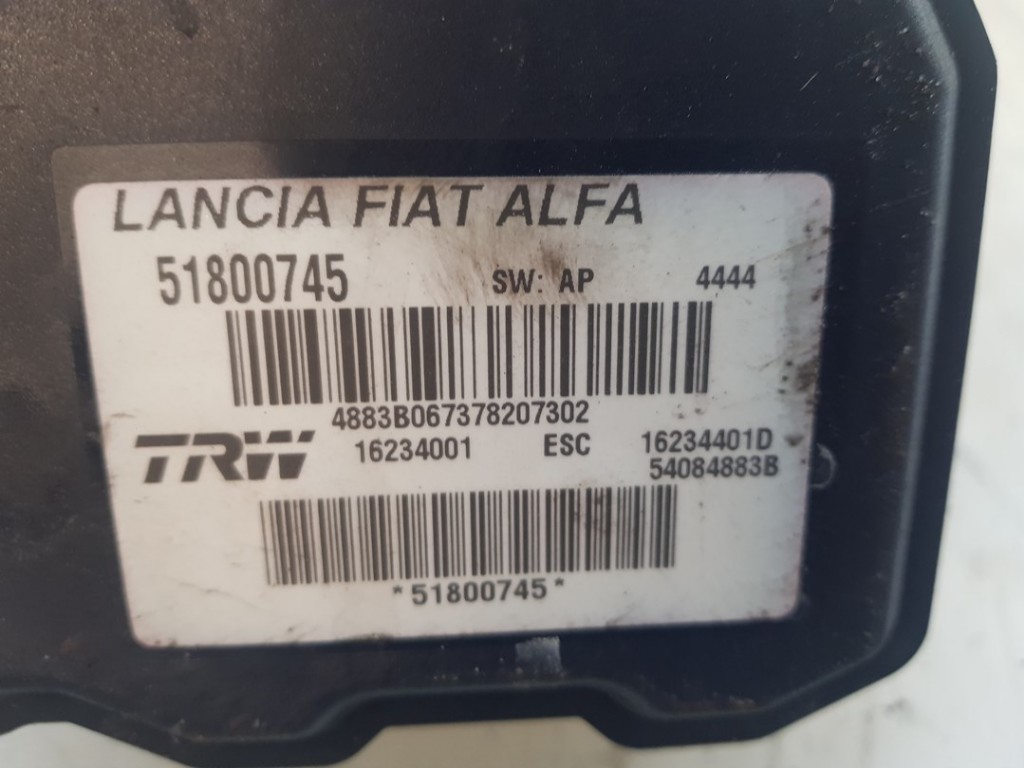 LANCIA FIAT ALFA
51800745 SW: AP 4444
4883B067378207302
TRW 16234001 ESC 16234401D
54084883B
*51800745*